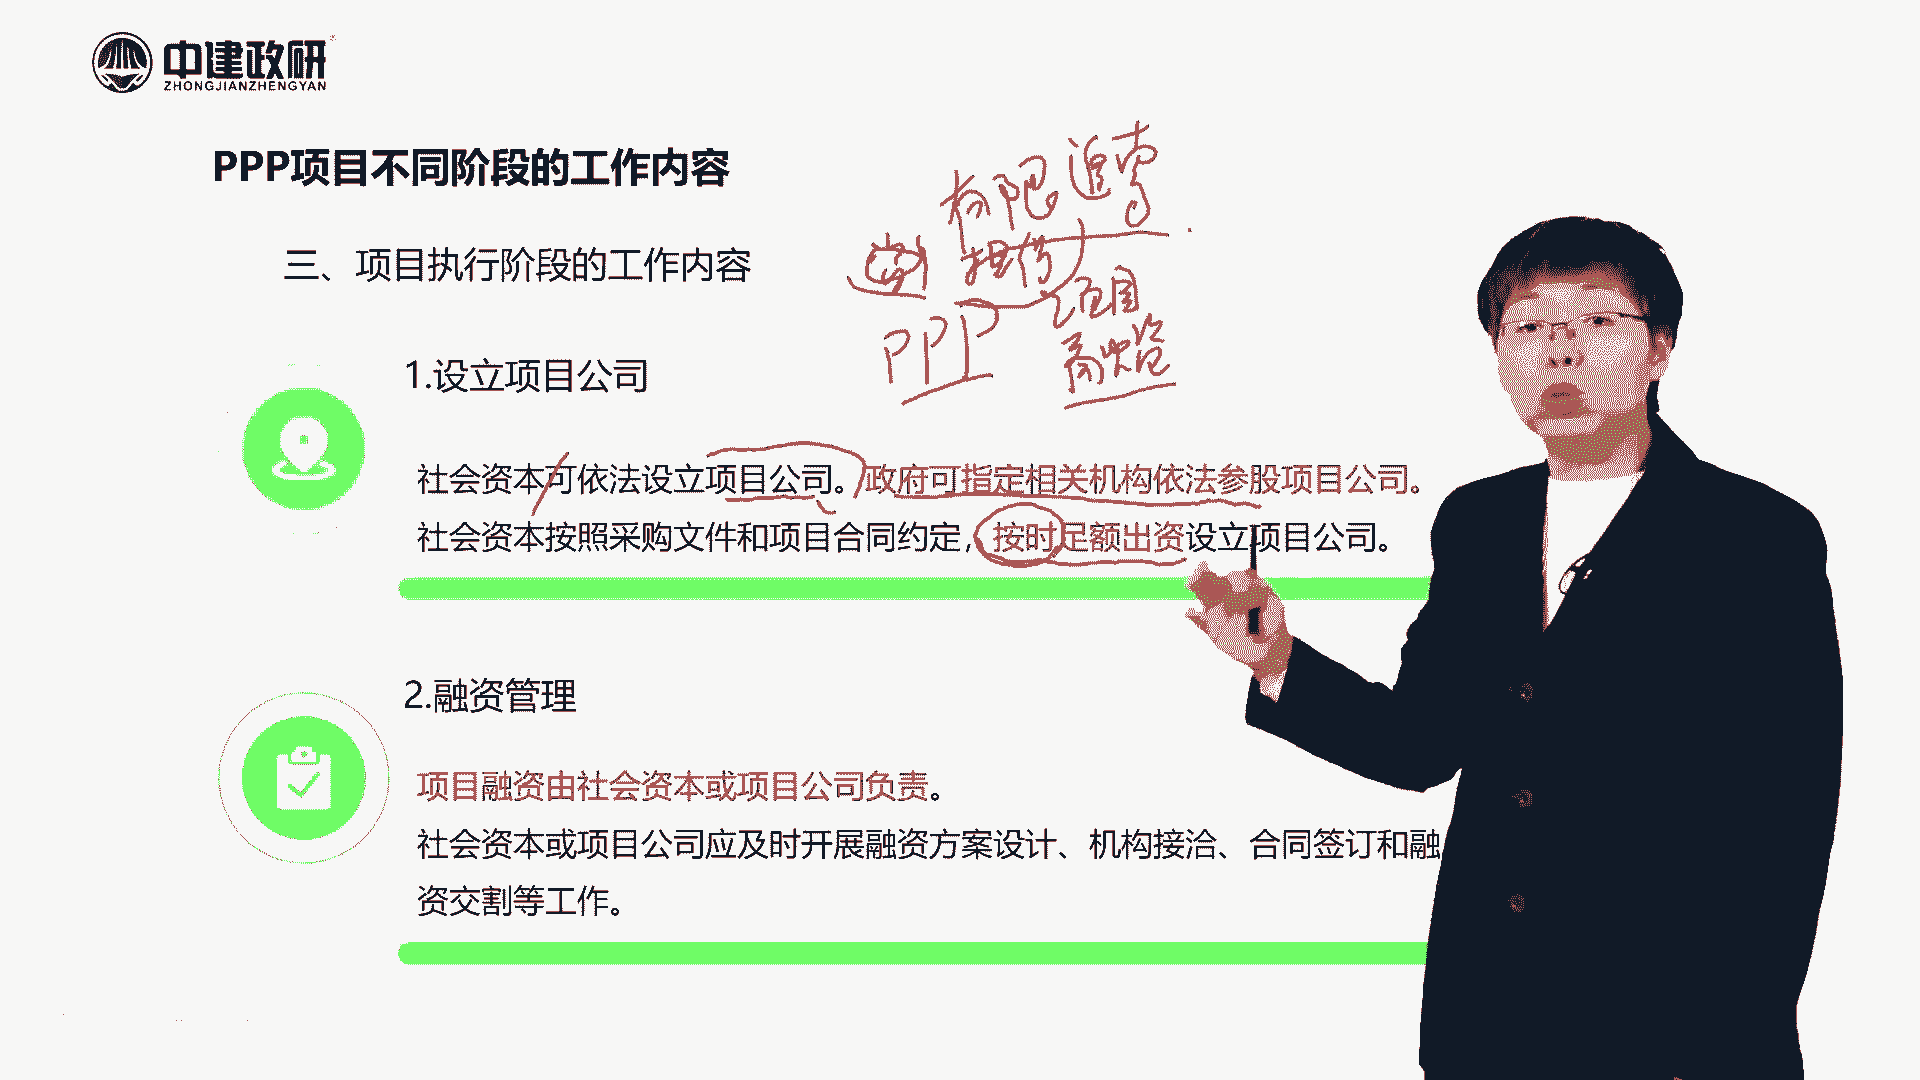 中建政研
ZHONGJIANZHENGYAN
PPP项目不同阶段的工作内容
有限追索
担保
项目
PPP
融资
三、项目执行阶段的工作内容
1.设立项目公司
社会资本可依法设立项目公司。政府可指定相关机构依法参股项目公司。
社会资本按照采购文件和项目合同约定，按时足额出资设立项目公司。
2.融资管理
项目融资由社会资本或项目公司负责。
社会资本或项目公司应及时开展融资方案设计、机构接洽、合同签订和融
资交割等工作。